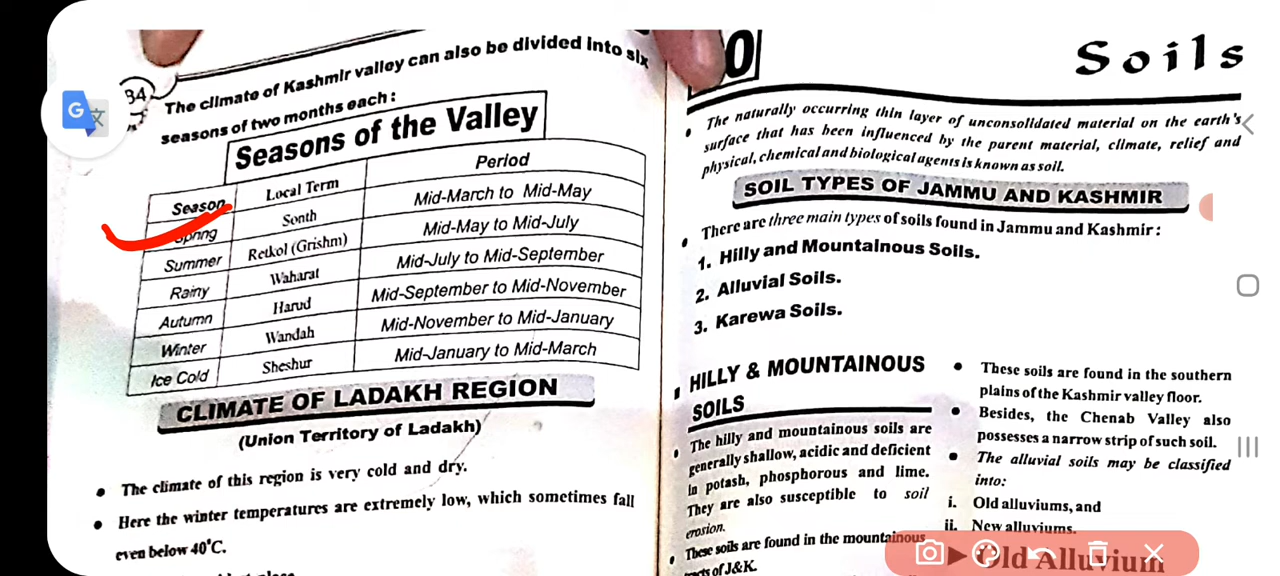 34
The climate of Kashmir valley can also be divided into six
seasons of two months each:
Seasons of the Valley
Season Local Term Period
Spring Sonth Mid-March to Mid-May
Summer Retkol (Grishm) Mid-May to Mid-July
Rainy Waharat Mid-July to Mid-September
Autumn Harud Mid-September to Mid-November
Winter Wandah Mid-November to Mid-January
Ice Cold Sheshur Mid-January to Mid-March
CLIMATE OF LADAKH REGION
(Union Territory of Ladakh)
• The climate of this region is very cold and dry.
• Here the winter temperatures are extremely low, which sometimes fall
even below 40°C.
0
Soils
• The naturally occurring thin layer of unconsolidated material on the earth's
surface that has been influenced by the parent material, climate, relief and
physical, chemical and biological agents is known as soil.
SOIL TYPES OF JAMMU AND KASHMIR
• There are three main types of soils found in Jammu and Kashmir:
1. Hilly and Mountainous Soils.
2. Alluvial Soils.
3. Karewa Soils.
HILLY & MOUNTAINOUS
SOILS
• The hilly and mountainous soils are
generally shallow, acidic and deficient
in potash, phosphorous and lime.
They are also susceptible to soil
erosion.
• These soils are found in the mountainous
of J&K.
• These soils are found in the southern
plains of the Kashmir valley floor.
• Besides, the Chenab Valley also
possesses a narrow strip of such soil.
• The alluvial soils may be classified
into:
i. Old alluviums, and
ii. New alluviums.
Old Alluvium
G